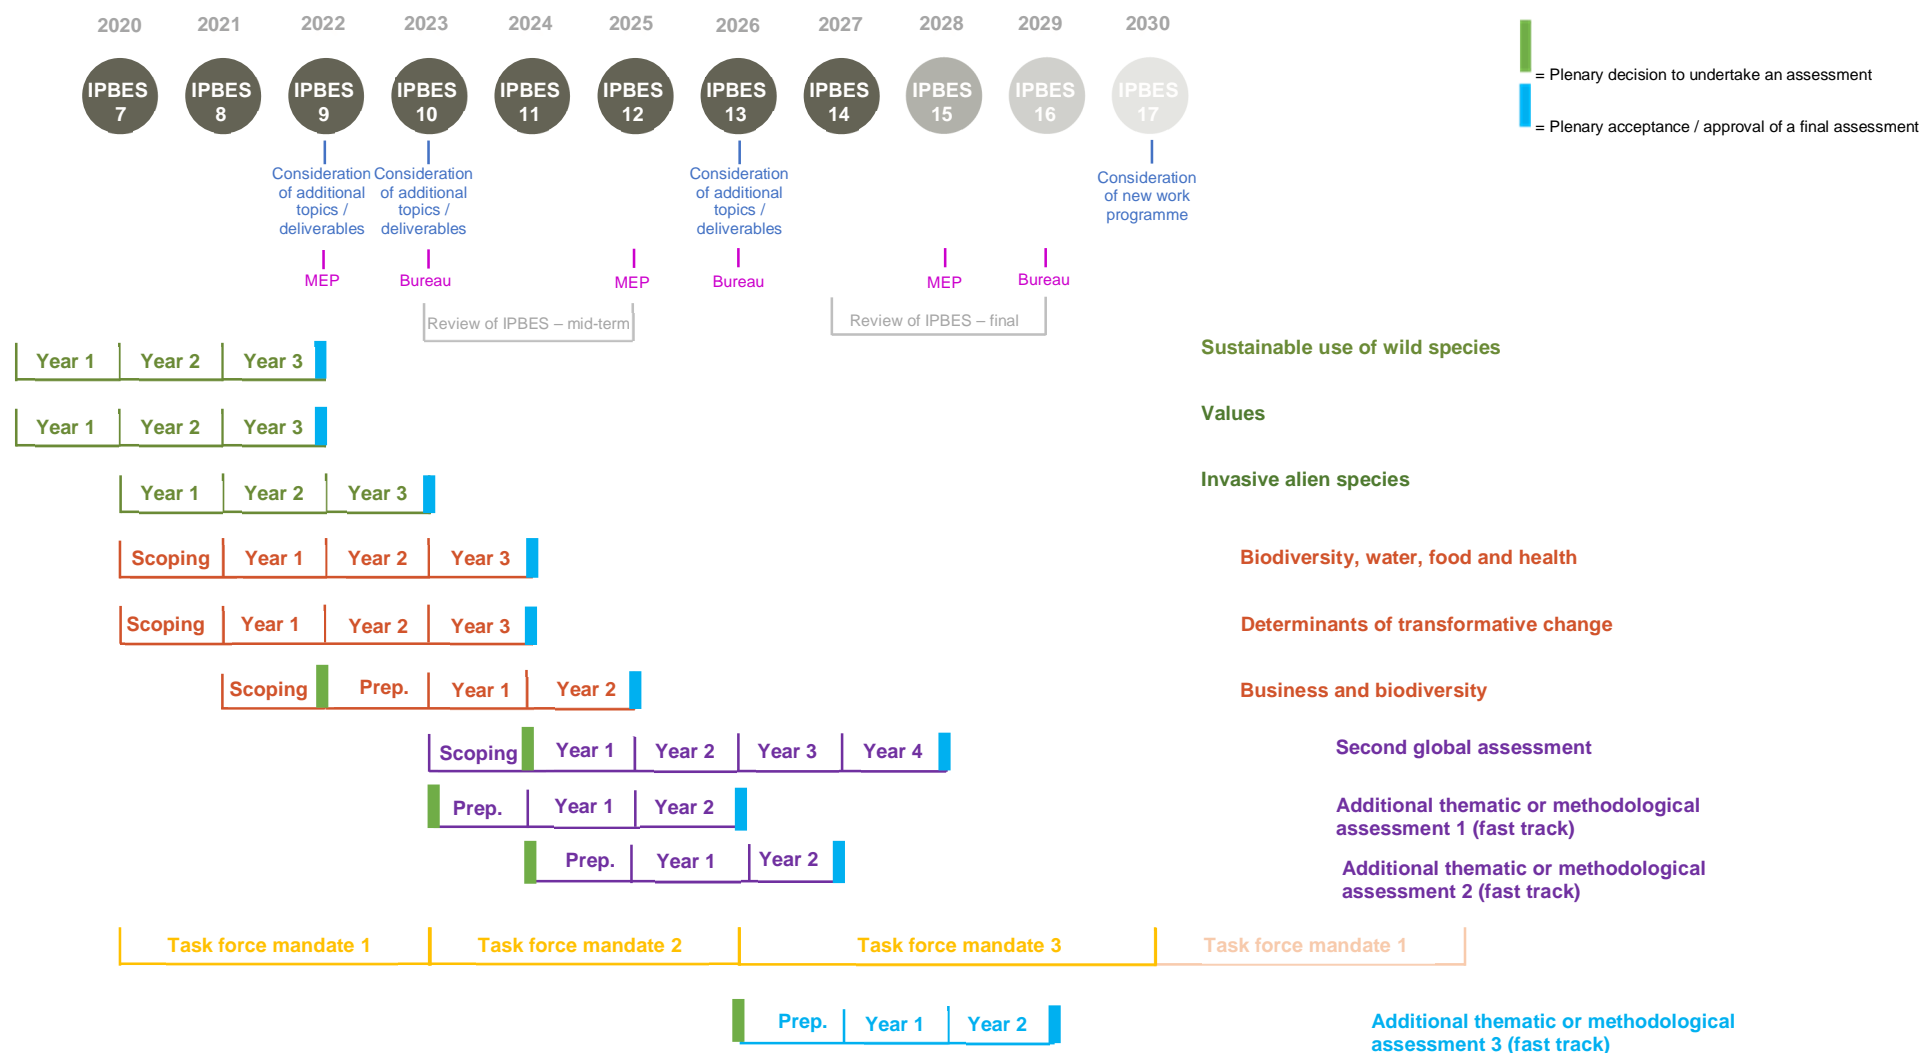 2020 2021 2022 2023 2024 2025 2026 2027 2028 2029 2030
IPBES 7
IPBES 8
IPBES 9
IPBES 10
IPBES 11
IPBES 12
IPBES 13
IPBES 14
IPBES 15
IPBES 16
IPBES 17
= Plenary decision to undertake an assessment
= Plenary acceptance / approval of a final assessment
Consideration
of additional
topics /
deliverables
Consideration
of additional
topics /
deliverables
Consideration
of additional
topics /
deliverables
Consideration
of new work
programme
MEP Bureau MEP Bureau MEP Bureau
Review of IPBES – mid-term
Review of IPBES – final
Year 1 Year 2 Year 3 Sustainable use of wild species
Year 1 Year 2 Year 3 Values
Year 1 Year 2 Year 3 Invasive alien species
Scoping Year 1 Year 2 Year 3 Biodiversity, water, food and health
Scoping Year 1 Year 2 Year 3 Determinants of transformative change
Scoping Prep. Year 1 Year 2 Business and biodiversity
Scoping Year 1 Year 2 Year 3 Year 4 Second global assessment
Prep. Year 1 Year 2 Additional thematic or methodological
assessment 1 (fast track)
Prep. Year 1 Year 2 Additional thematic or methodological
assessment 2 (fast track)
Task force mandate 1 Task force mandate 2 Task force mandate 3 Task force mandate 1
Prep. Year 1 Year 2 Additional thematic or methodological
assessment 3 (fast track)